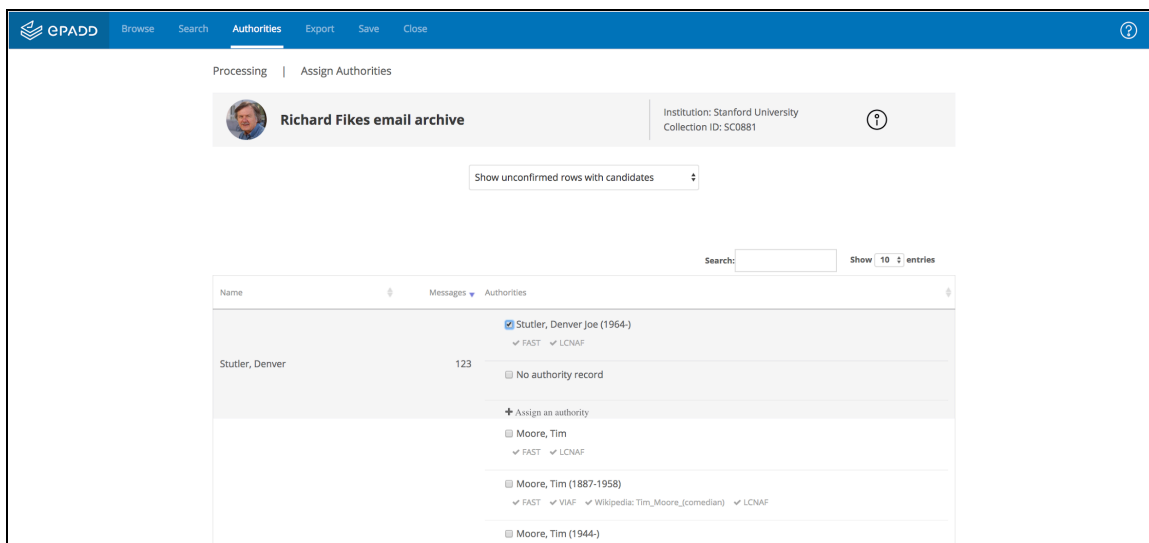 ePADD Browse Search Authorities Export Save Close ?
Processing | Assign Authorities
Richard Fikes email archive
Institution: Stanford University
Collection ID: SC0881
Show unconfirmed rows with candidates
Search: Show 10 entries
Name Messages Authorities
Stutler, Denver Joe (1964-)
✔ FAST ✔ LCNAF
Stutler, Denver 123
No authority record
+ Assign an authority
Moore, Tim
✔ FAST ✔ LCNAF
Moore, Tim (1887-1958)
✔ FAST ✔ VIAF ✔ Wikipedia: Tim_Moore_(comedian) ✔ LCNAF
Moore, Tim (1944-)